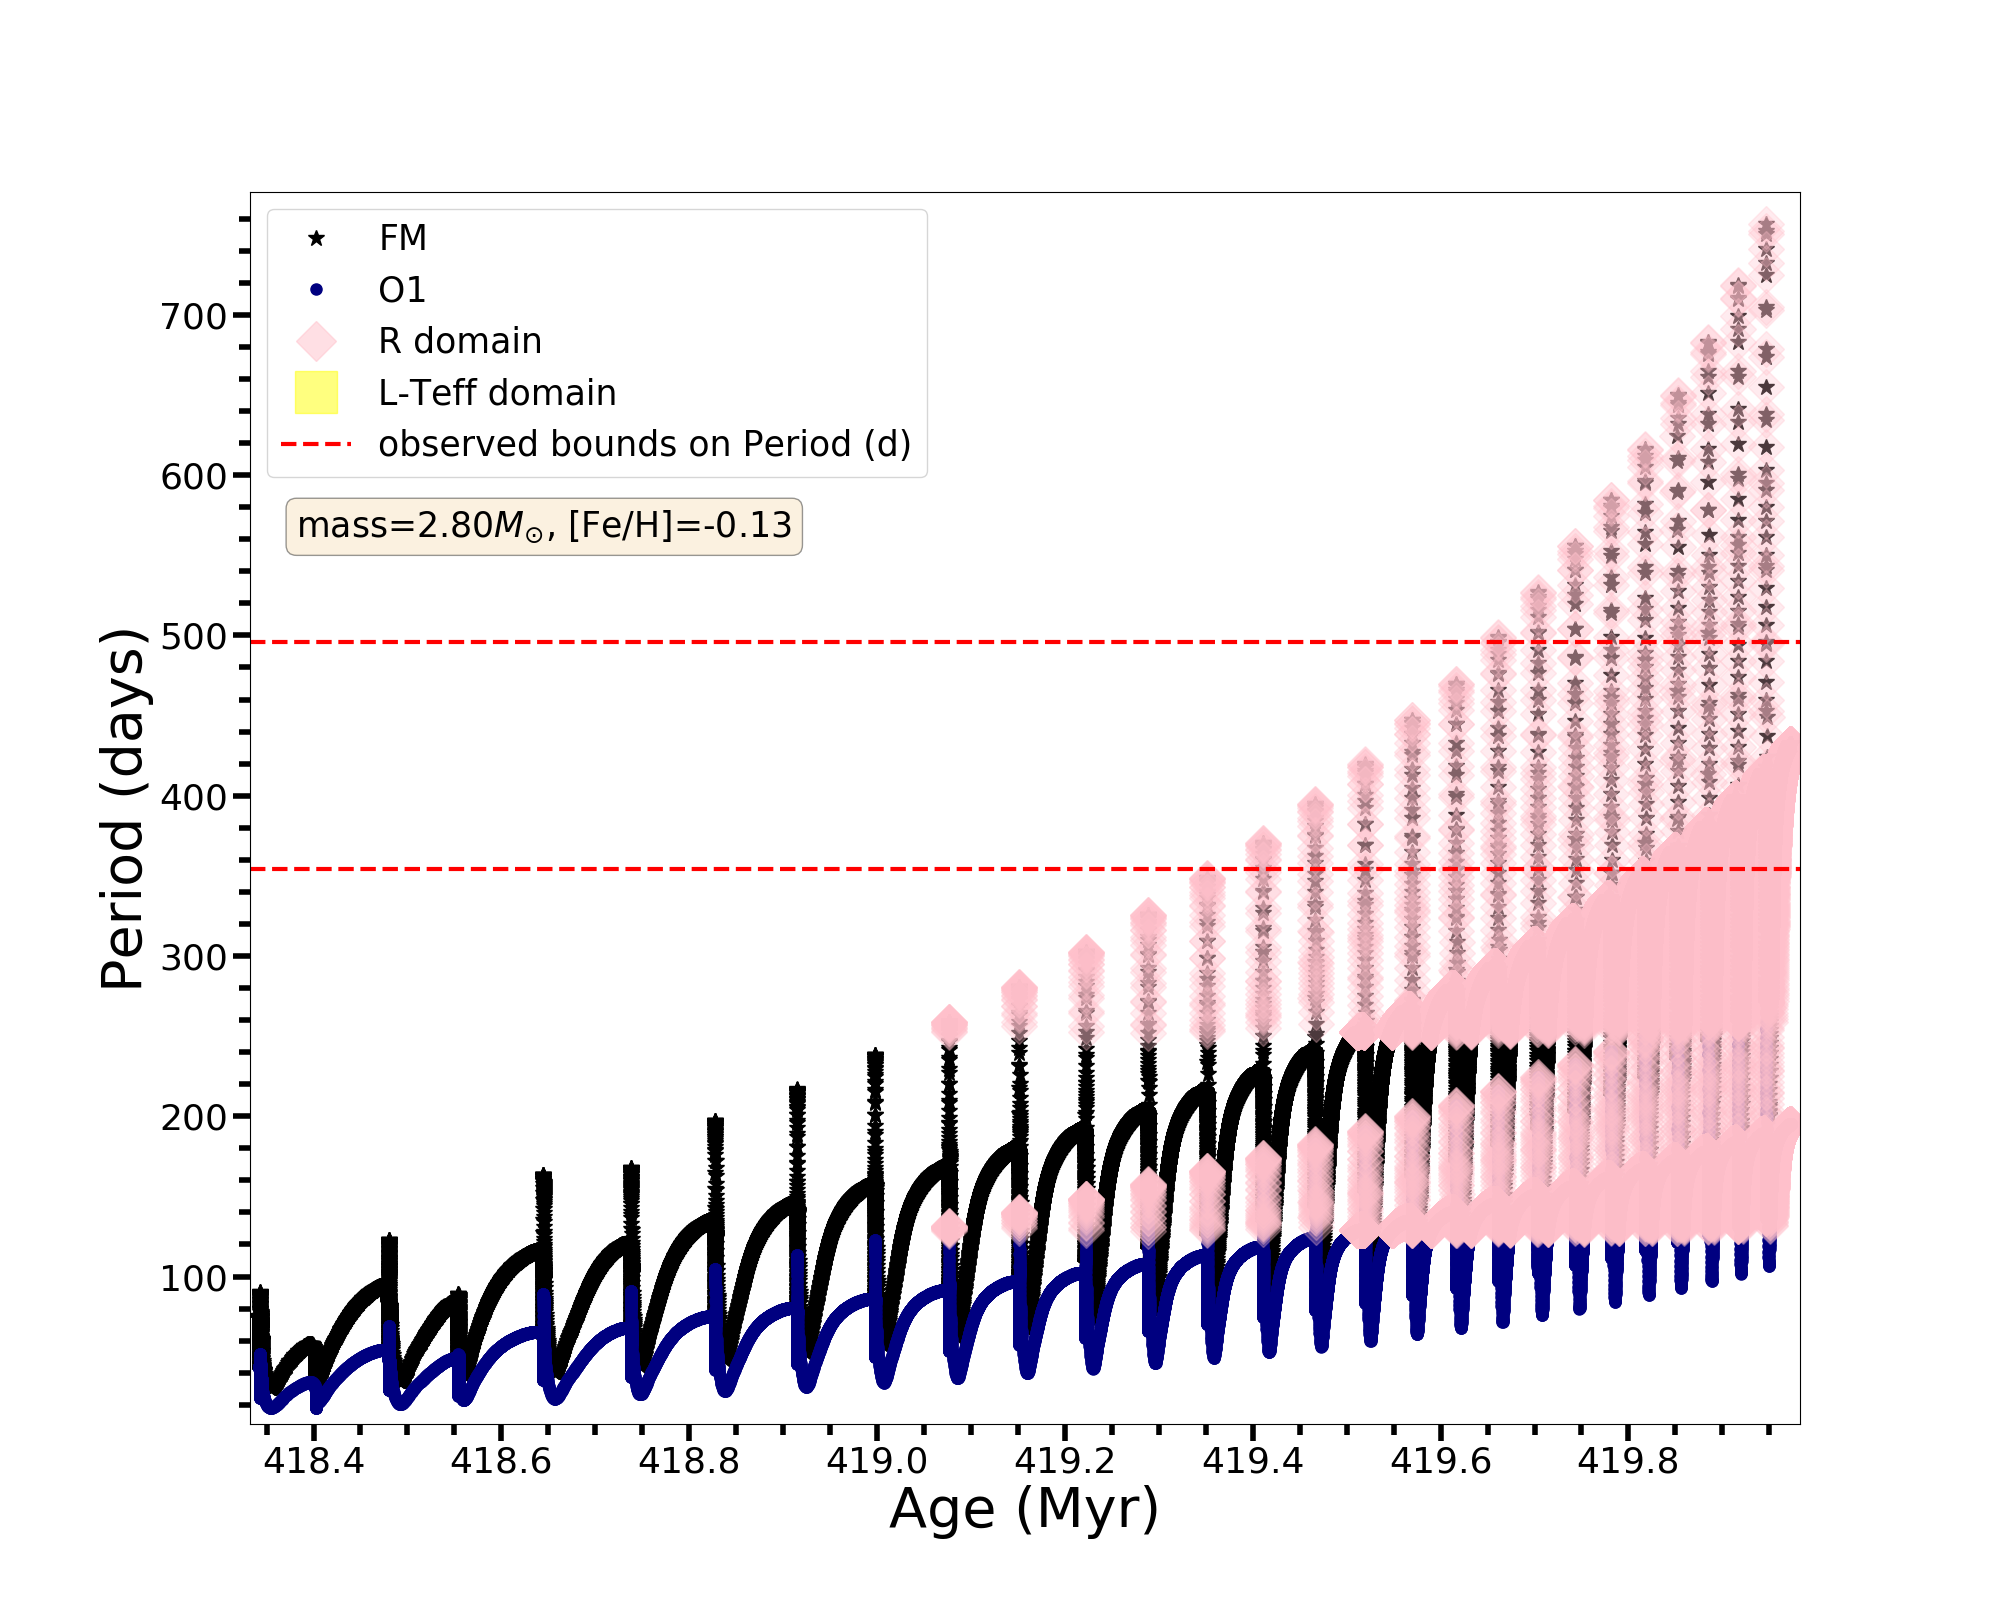 FM
O1
R domain
L-Teff domain
observed bounds on Period (d)
mass=2.80M☉, [Fe/H]=-0.13
700
600
500
400
300
200
100
Period (days)
418.4 418.6 418.8 419.0 419.2 419.4 419.6 419.8
Age (Myr)